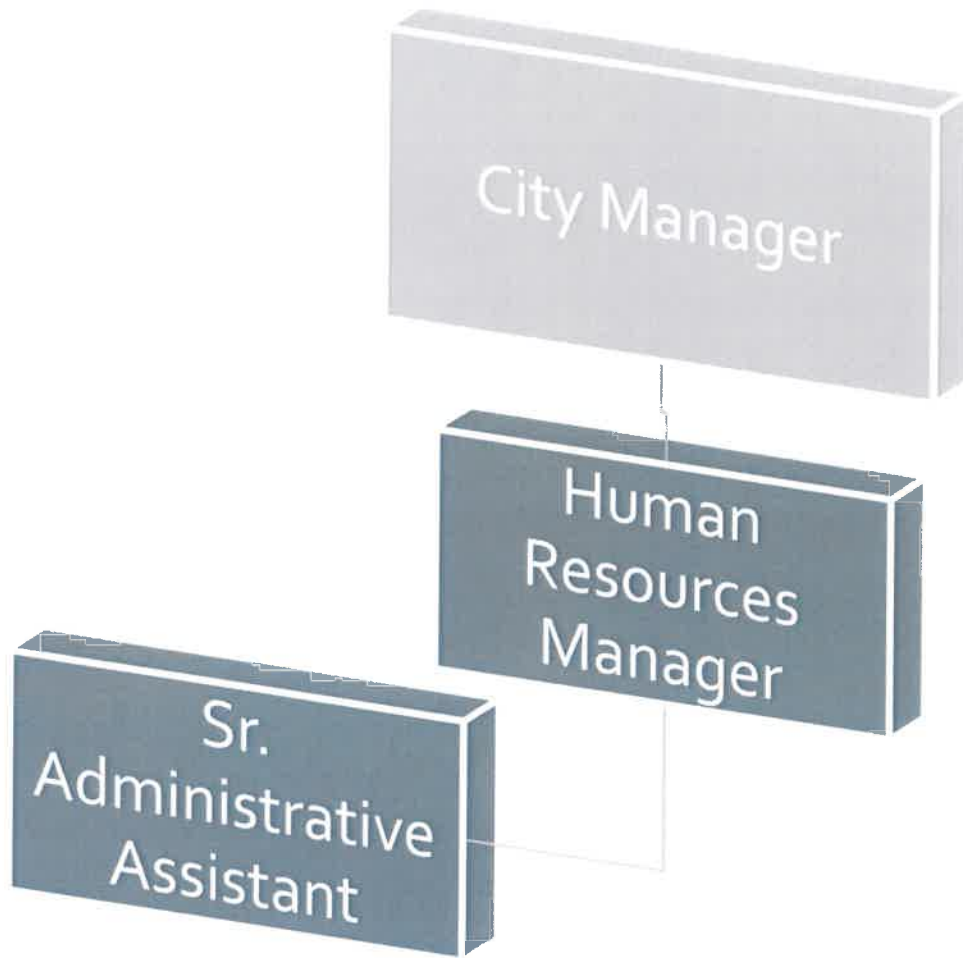 City Manager
Human
Resources
Manager
Sr.
Administrative
Assistant